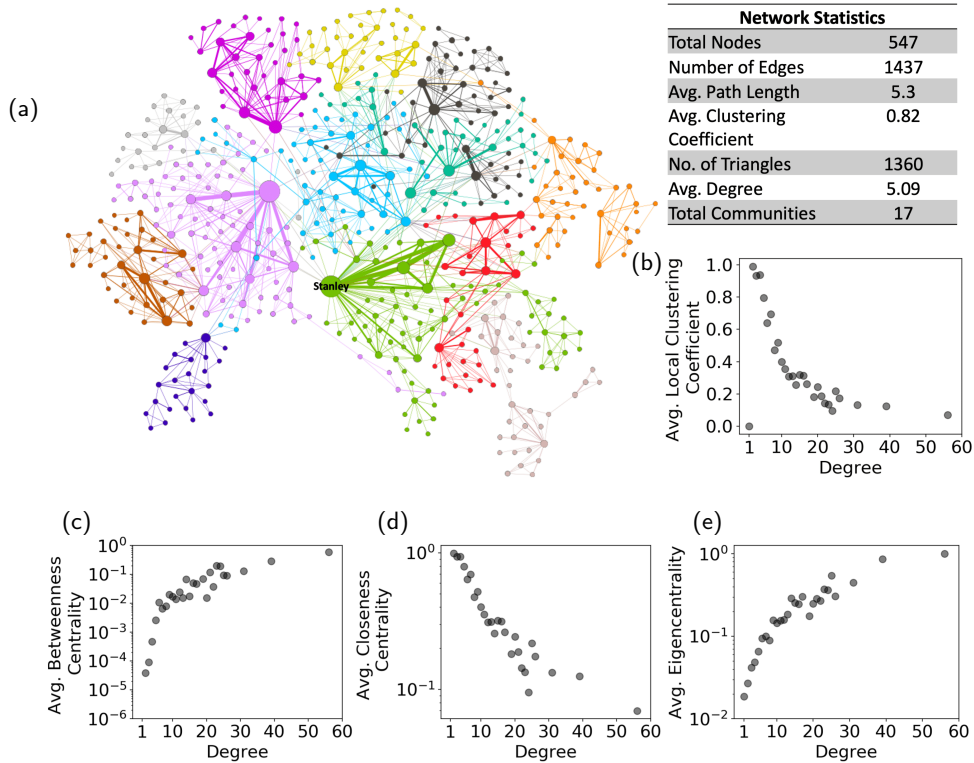 (a)
Stanley
Network Statistics
Total Nodes 547
Number of Edges 1437
Avg. Path Length 5.3
Avg. Clustering 0.82
Coefficient
No. of Triangles 1360
Avg. Degree 5.09
Total Communities 17
(b)
Avg. Local Clustering
Coefficient
1.0
0.8
0.6
0.4
0.2
0.0
1 10 20 30 40 50 60
Degree
(c)
Avg. Betweenness
Centrality
10^0
10^-1
10^-2
10^-3
10^-4
10^-5
10^-6
1 10 20 30 40 50 60
Degree
(d)
Avg. Closeness
Centrality
10^0
10^-1
1 10 20 30 40 50 60
Degree
(e)
Avg. Eigencentrality
10^0
10^-1
10^-2
1 10 20 30 40 50 60
Degree